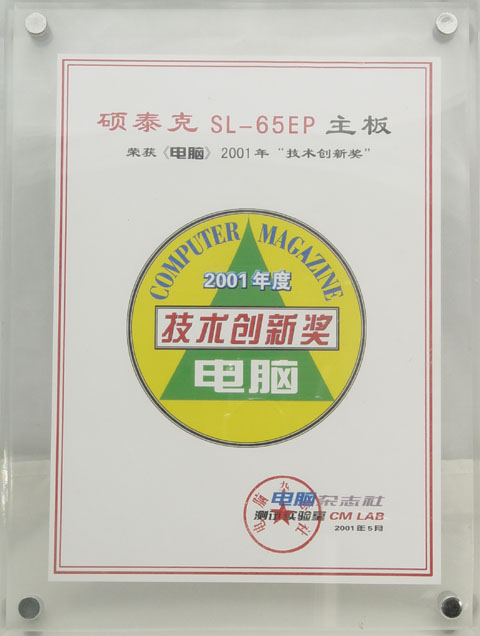 硕泰克 SL-65EP 主板
荣获《电脑》2001年“技术创新奖”
COMPUTER MAGAZINE
2001年度
技术创新奖
电脑
电脑杂志社
测试实验室 CM LAB
2001年5月